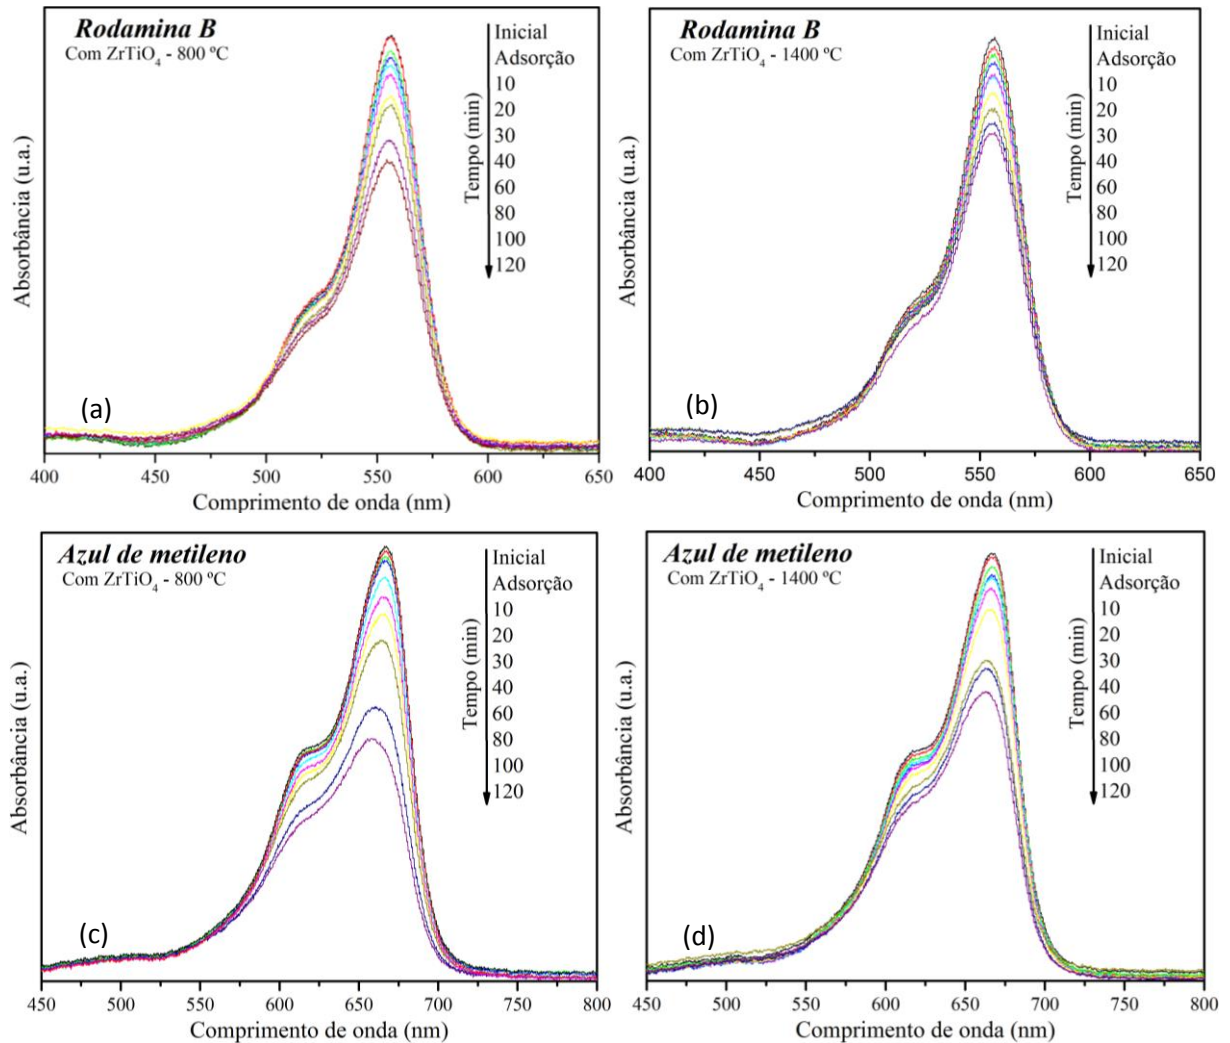 Rodamina B
Com ZrTiO₄ - 800 ºC
Inicial
Adsorção
10
20
30
40
60
80
100
120
Tempo (min)
Absorbância (u.a.)
(a)
400 450 500 550 600 650
Comprimento de onda (nm)
Rodamina B
Com ZrTiO₄ - 1400 ºC
Inicial
Adsorção
10
20
30
40
60
80
100
120
Tempo (min)
Absorbância (u.a.)
(b)
400 450 500 550 600 650
Comprimento de onda (nm)
Azul de metileno
Com ZrTiO₄ - 800 ºC
Inicial
Adsorção
10
20
30
40
60
80
100
120
Tempo (min)
Absorbância (u.a.)
(c)
450 500 550 600 650 700 750 800
Comprimento de onda (nm)
Azul de metileno
Com ZrTiO₄ - 1400 ºC
Inicial
Adsorção
10
20
30
40
60
80
100
120
Tempo (min)
Absorbância (u.a.)
(d)
450 500 550 600 650 700 750 800
Comprimento de onda (nm)